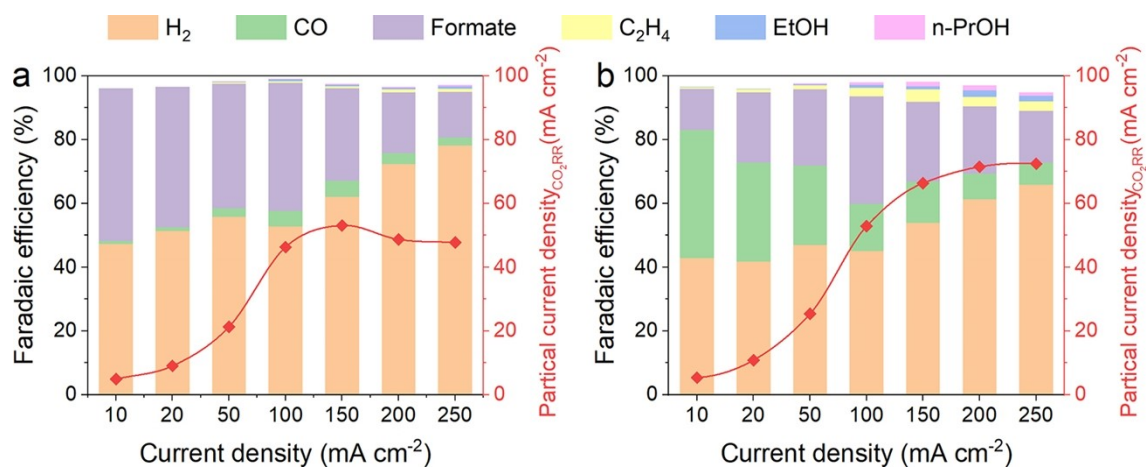 H₂ CO Formate C₂H₄ EtOH n-PrOH
a
Faradaic efficiency (%)
100
80
60
40
20
0
10 20 50 100 150 200 250
Current density (mA cm⁻²)
100
80
60
40
20
0
Partical current density_CO₂RR (mA cm⁻²)
b
Faradaic efficiency (%)
100
80
60
40
20
0
10 20 50 100 150 200 250
Current density (mA cm⁻²)
100
80
60
40
20
0
Partical current density_CO₂RR (mA cm⁻²)